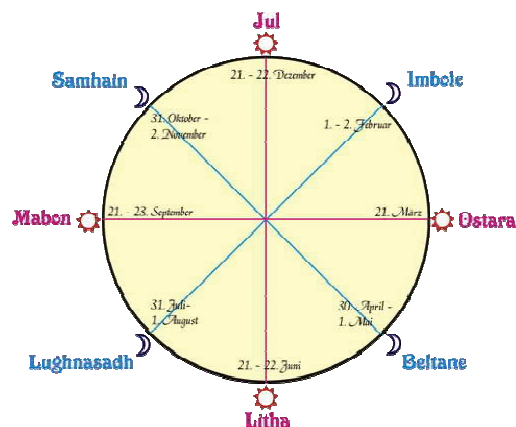 Jul
21. - 22. Dezember
Samhain
Imbolc
31. Oktober -
2. November
1. - 2. Februar
Mabon
21. - 23. September
21. März
Ostara
31. Juli-
1. August
30. April -
1. Mai
Lughnasadh
Beltane
21. - 22. Juni
Litha